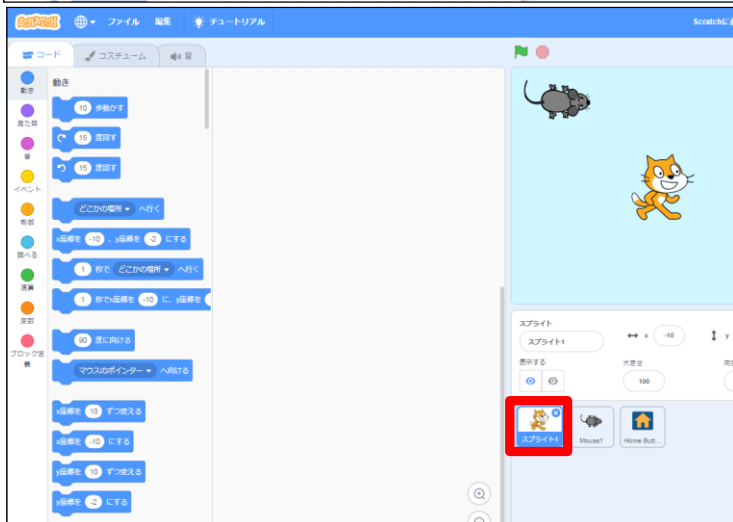 SCRATCH ファイル 編集 チュートリアル
コード コスチューム 音
動き
見た目
音
イベント
制御
調べる
演算
変数
ブロック定義
動き
10 歩動かす
15 度回す
15 度回す
どこかの場所 へ行く
x座標を -10 、y座標を -2 にする
1 秒で どこかの場所 へ行く
1 秒でx座標を -10 に、y座標を
90 度に向ける
マウスのポインター へ向ける
x座標を 10 ずつ変える
x座標を -10 にする
y座標を 10 ずつ変える
y座標を -2 にする
スプライト
スプライト1
x -10
y
表示する
大きさ
100
スプライト1
Mouse1
Home Butt...